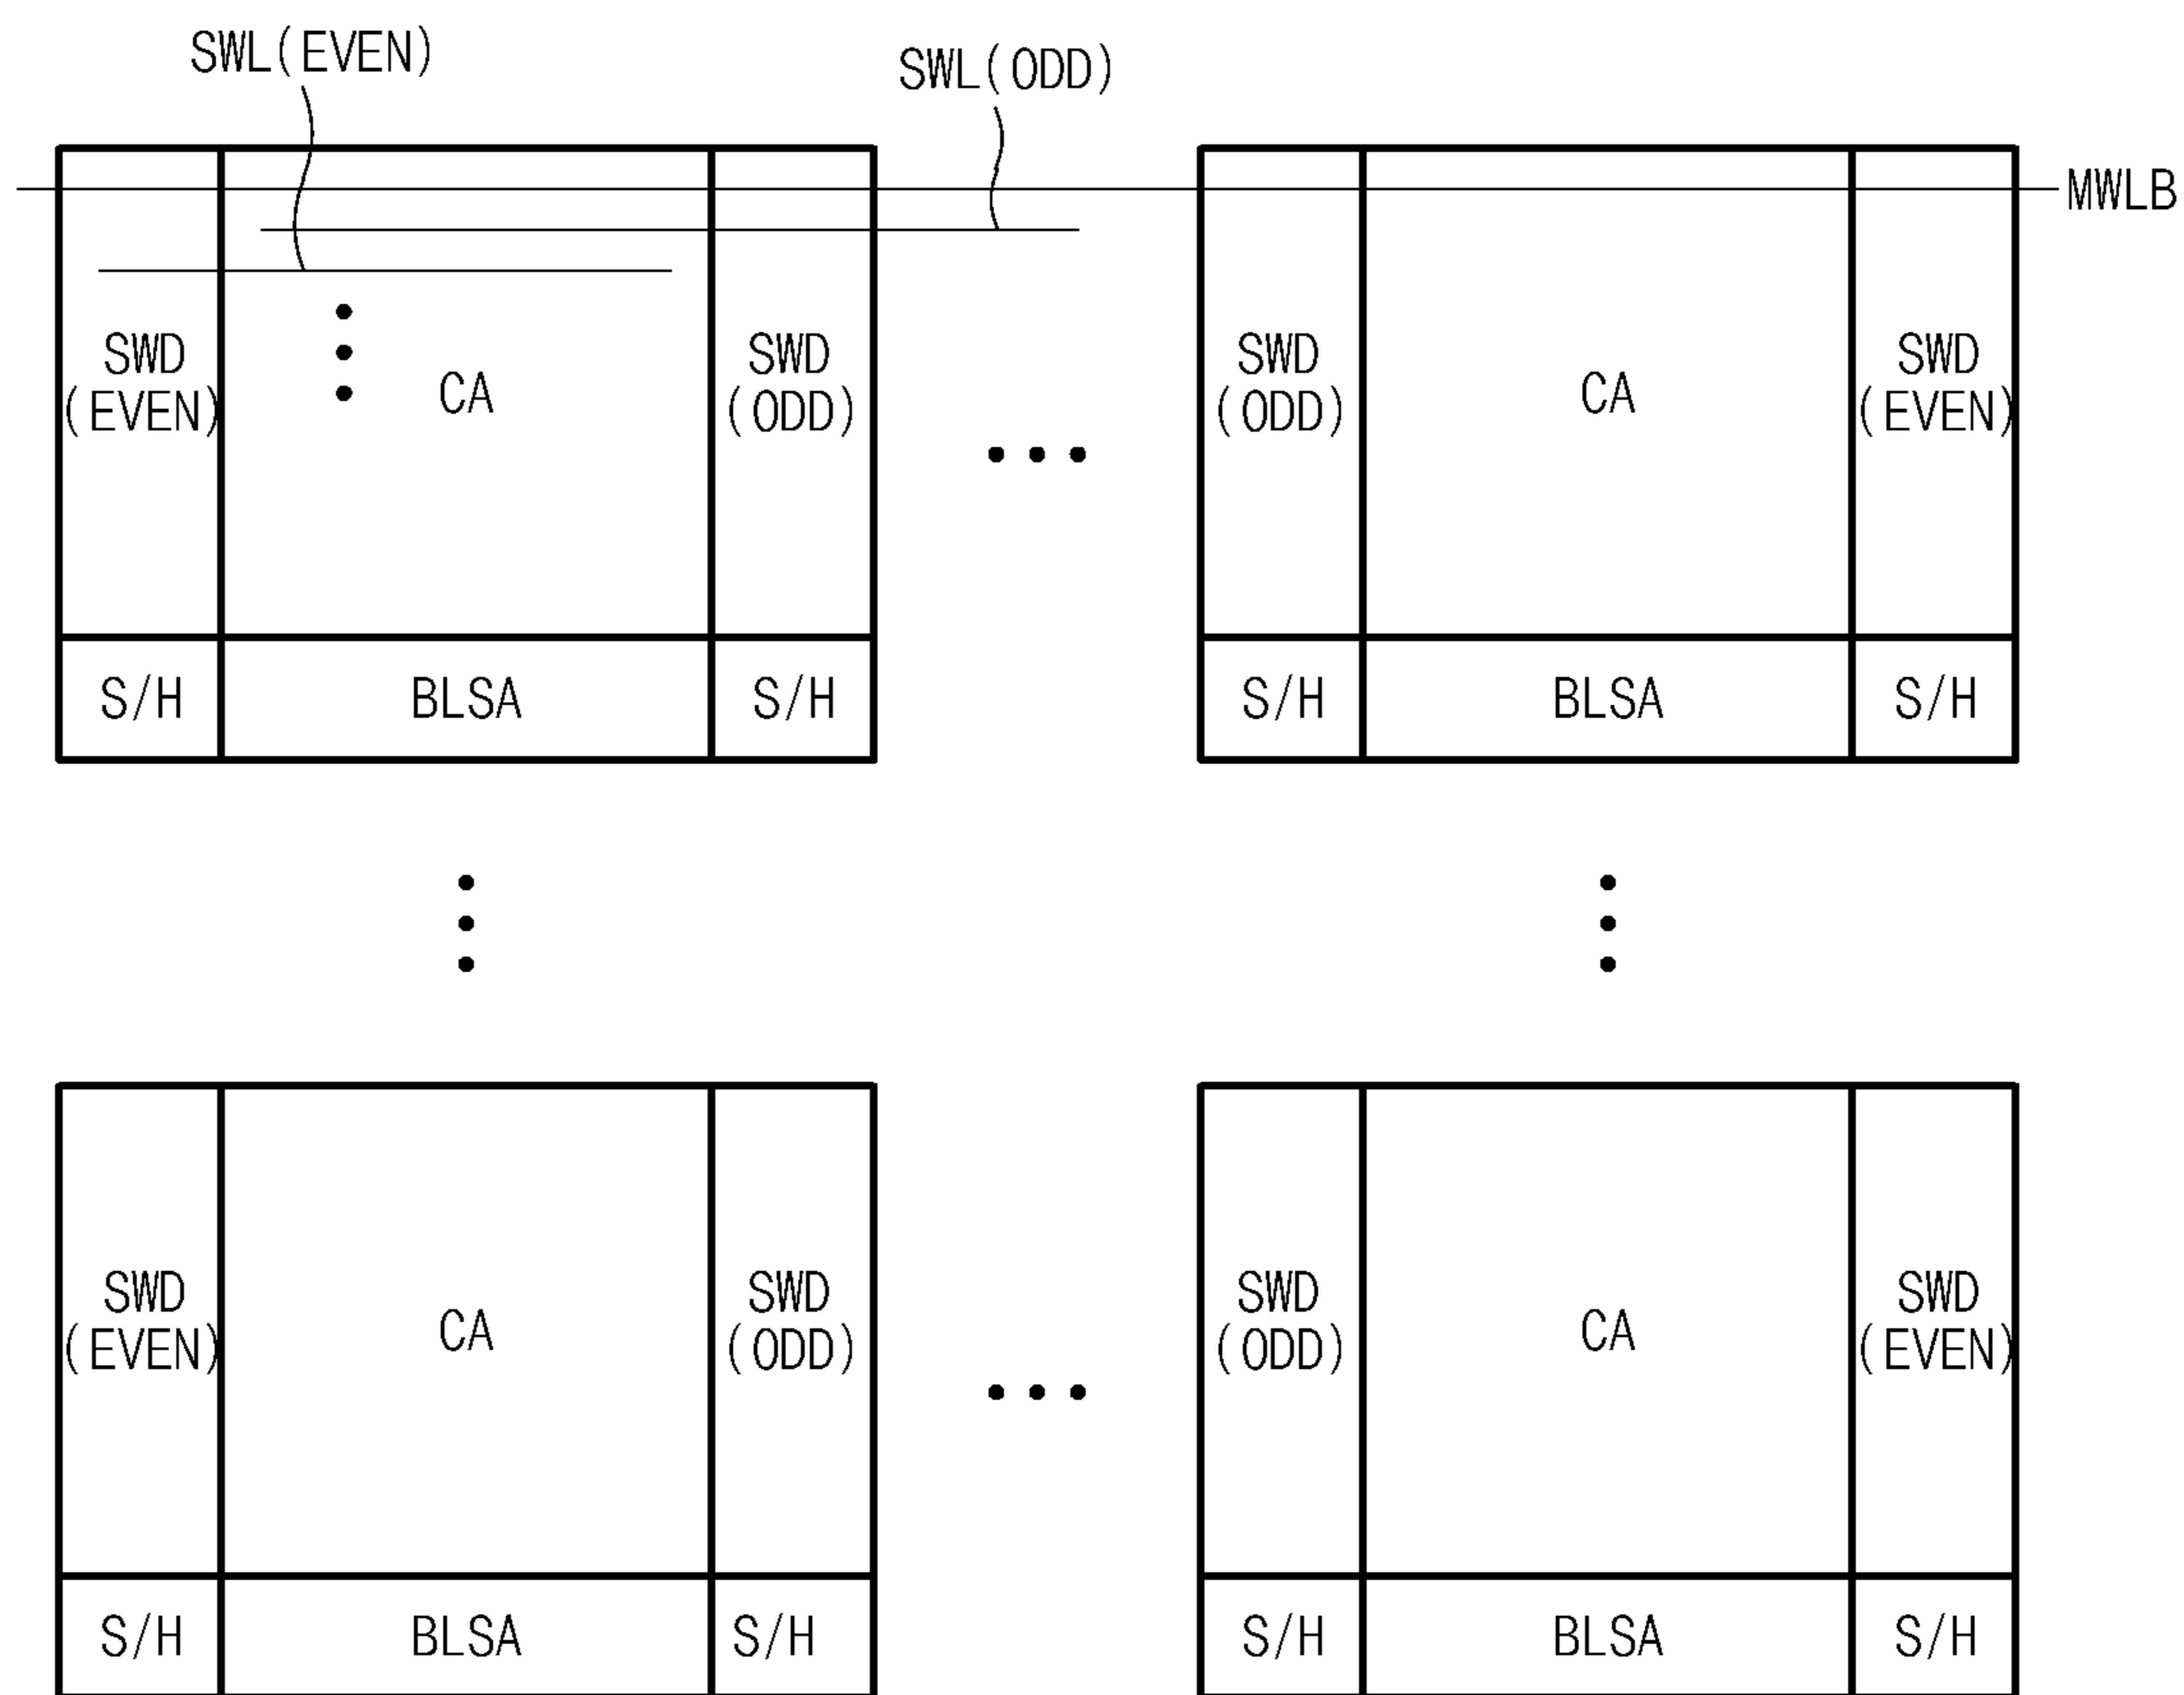 SWL(EVEN)
SWL(ODD)
MWLB
SWD
(EVEN)
CA
SWD
(ODD)
SWD
(ODD)
CA
SWD
(EVEN)
S/H
BLSA
S/H
S/H
BLSA
S/H
SWD
(EVEN)
CA
SWD
(ODD)
SWD
(ODD)
CA
SWD
(EVEN)
S/H
BLSA
S/H
S/H
BLSA
S/H